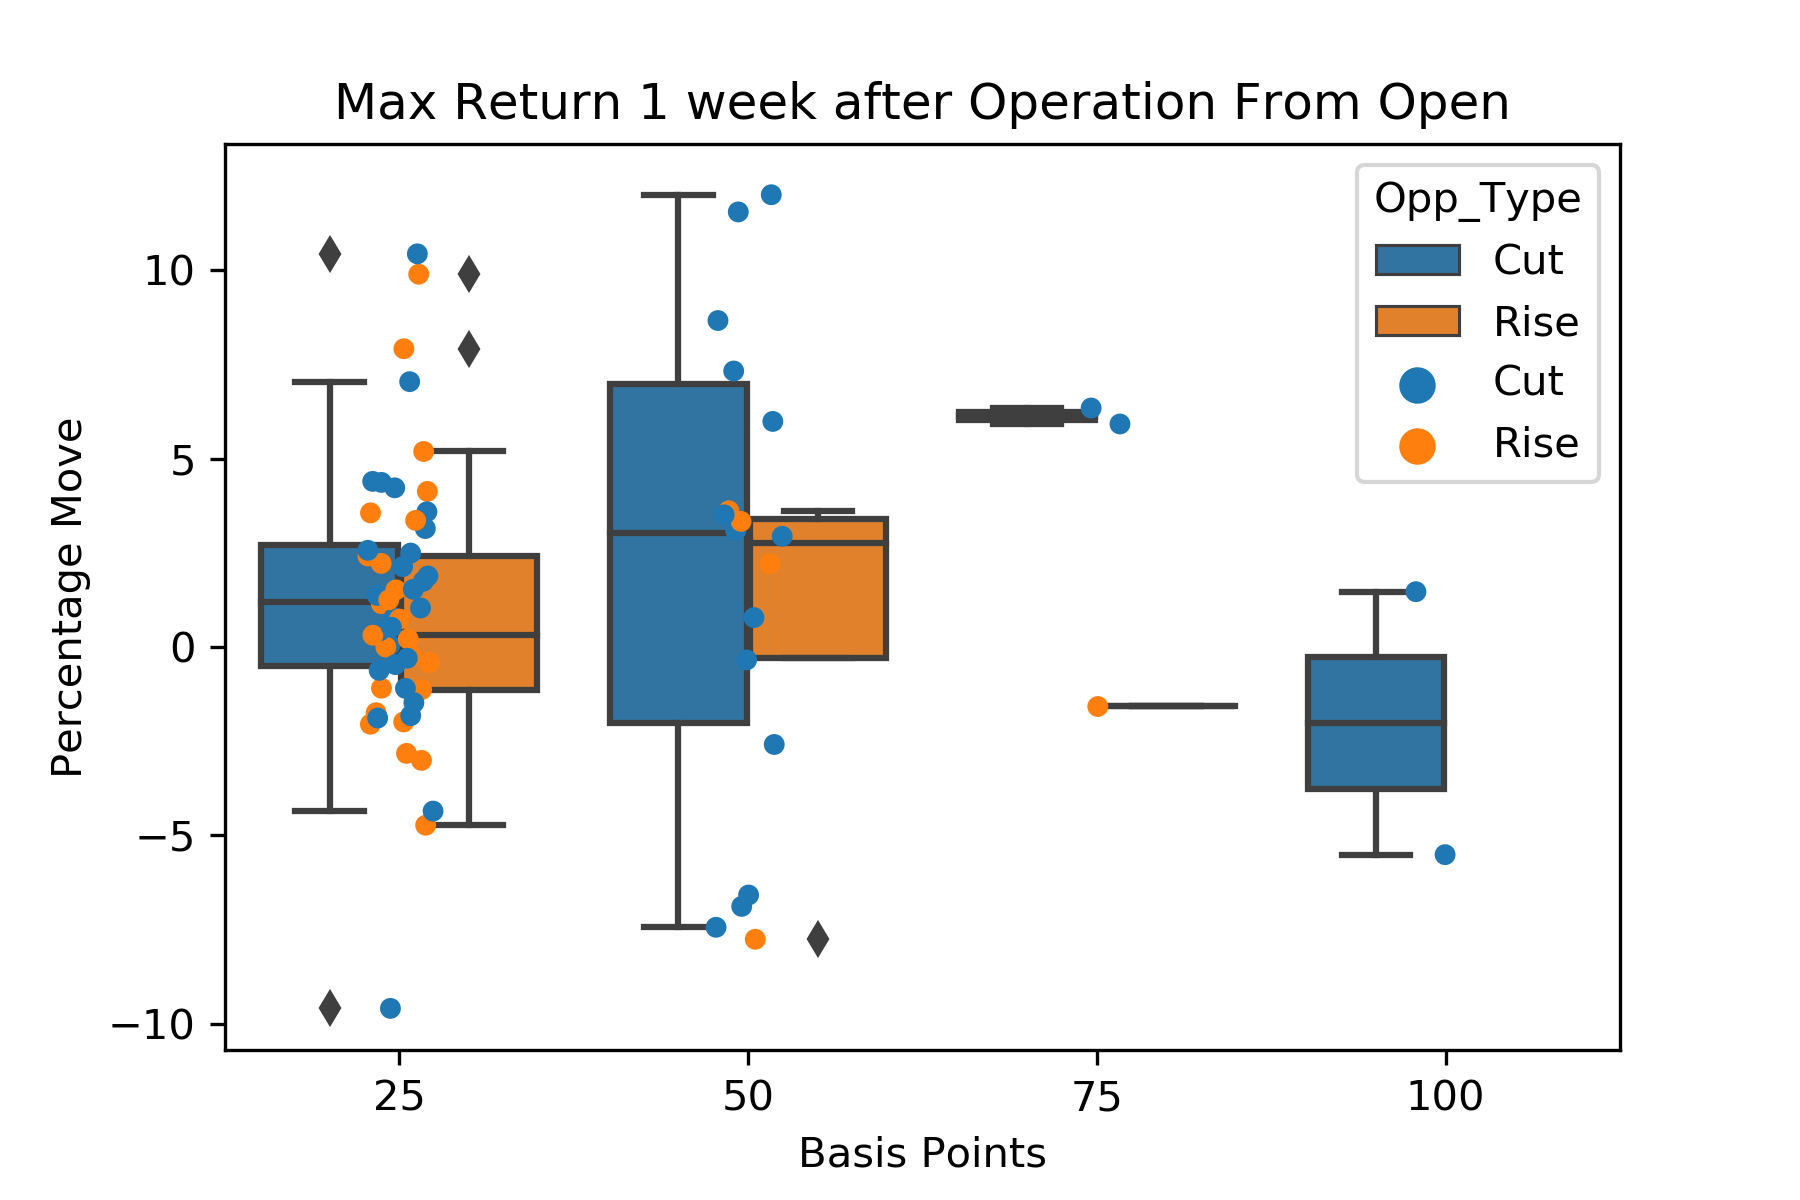 Max Return 1 week after Operation From Open
Opp_Type
Cut
Rise
Cut
Rise
10
5
0
−5
−10
Percentage Move
25 50 75 100
Basis Points